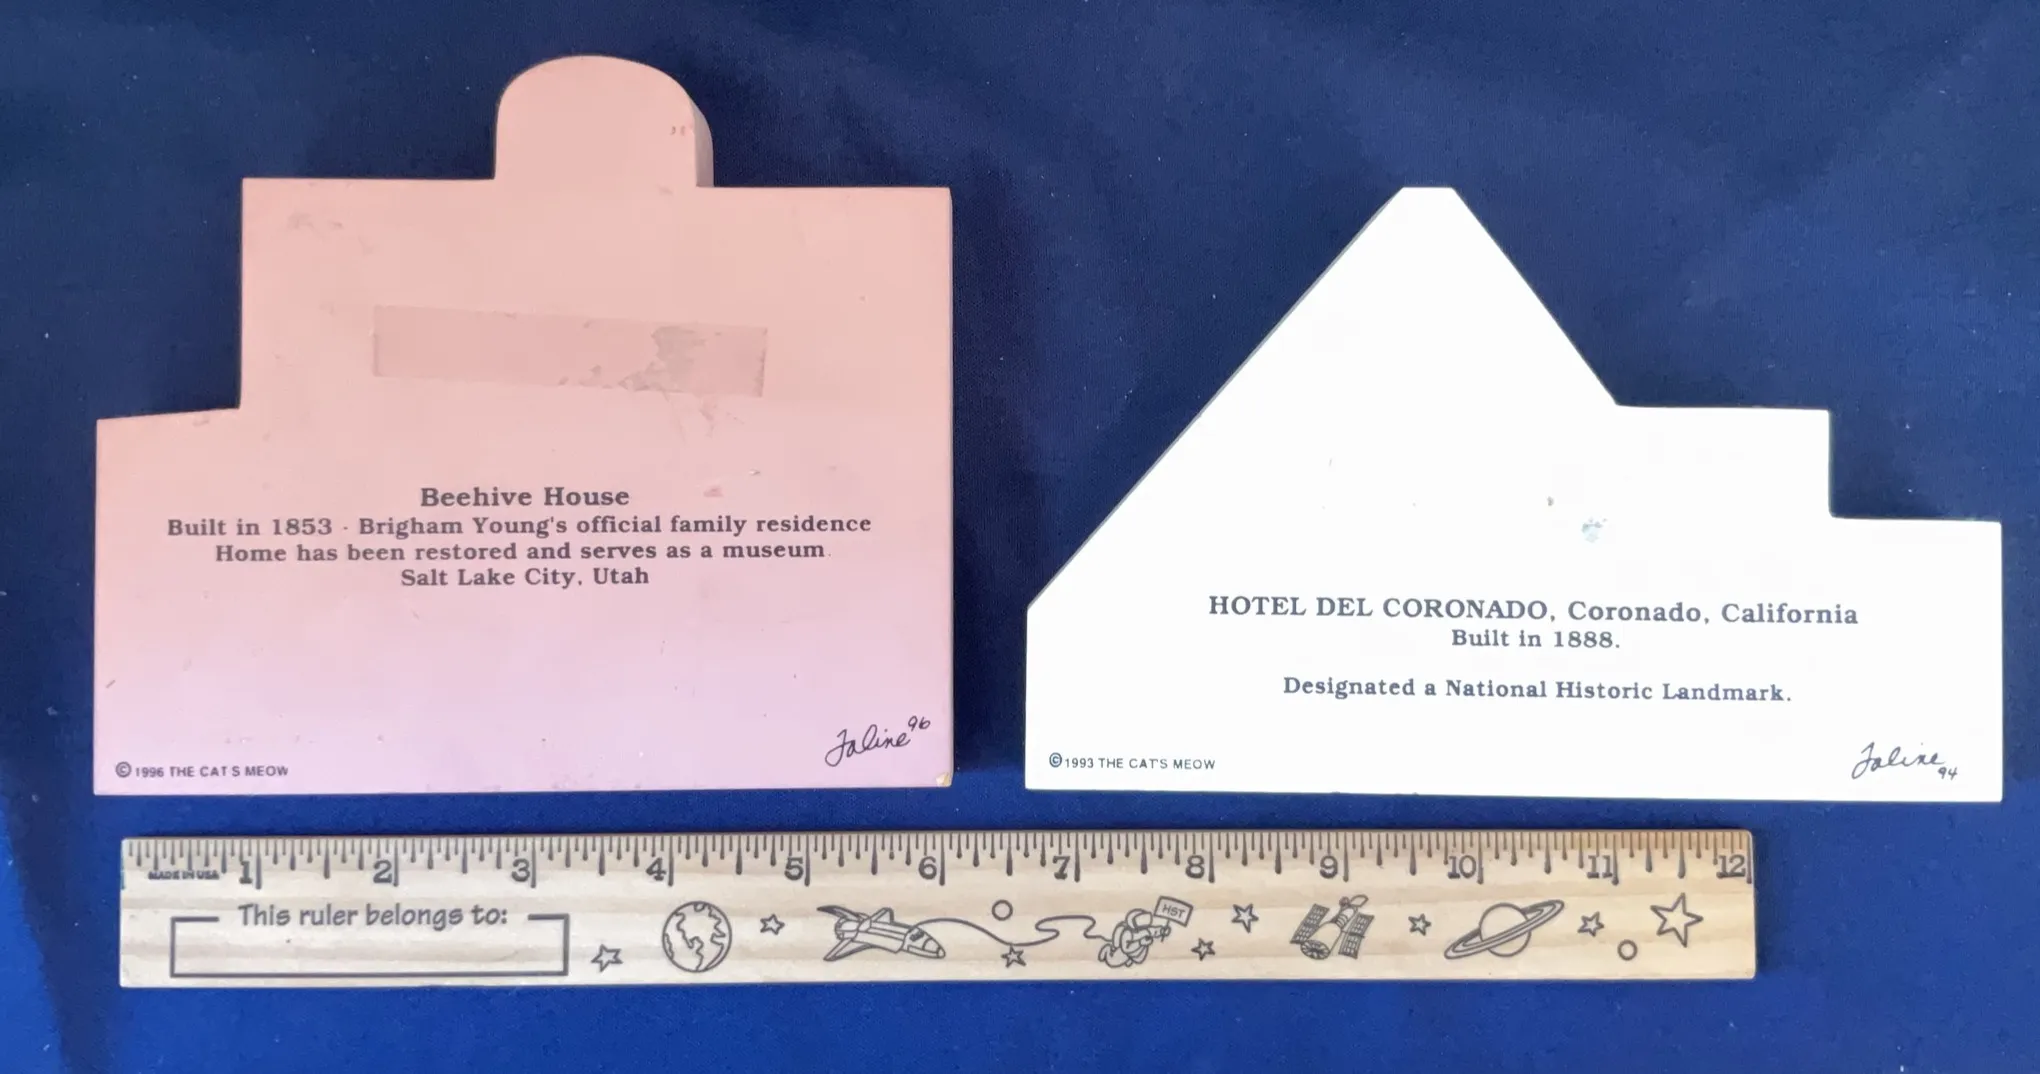 Beehive House
Built in 1853 · Brigham Young's official family residence
Home has been restored and serves as a museum.
Salt Lake City, Utah
©1996 THE CAT S MEOW
Jaline 96
HOTEL DEL CORONADO, Coronado, California
Built in 1888.
Designated a National Historic Landmark.
©1993 THE CAT'S MEOW
Jaline 94
1 2 3 4 5 6 7 8 9 10 11 12
MADE IN USA
This ruler belongs to:
HST